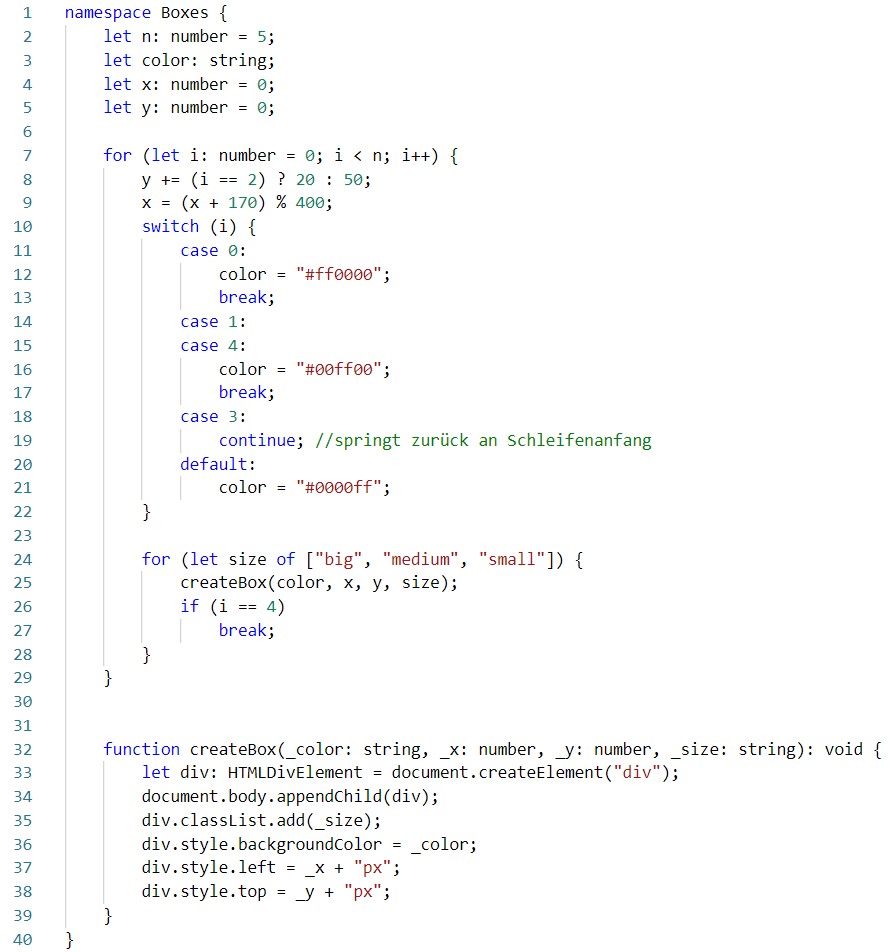 1 namespace Boxes {
2 let n: number = 5;
3 let color: string;
4 let x: number = 0;
5 let y: number = 0;
6
7 for (let i: number = 0; i < n; i++) {
8 y += (i == 2) ? 20 : 50;
9 x = (x + 170) % 400;
10 switch (i) {
11 case 0:
12 color = "#ff0000";
13 break;
14 case 1:
15 case 4:
16 color = "#00ff00";
17 break;
18 case 3:
19 continue; //springt zurück an Schleifenanfang
20 default:
21 color = "#0000ff";
22 }
23
24 for (let size of ["big", "medium", "small"]) {
25 createBox(color, x, y, size);
26 if (i == 4)
27 break;
28 }
29 }
30
31
32 function createBox(_color: string, _x: number, _y: number, _size: string): void {
33 let div: HTMLDivElement = document.createElement("div");
34 document.body.appendChild(div);
35 div.classList.add(_size);
36 div.style.backgroundColor = _color;
37 div.style.left = _x + "px";
38 div.style.top = _y + "px";
39 }
40 }